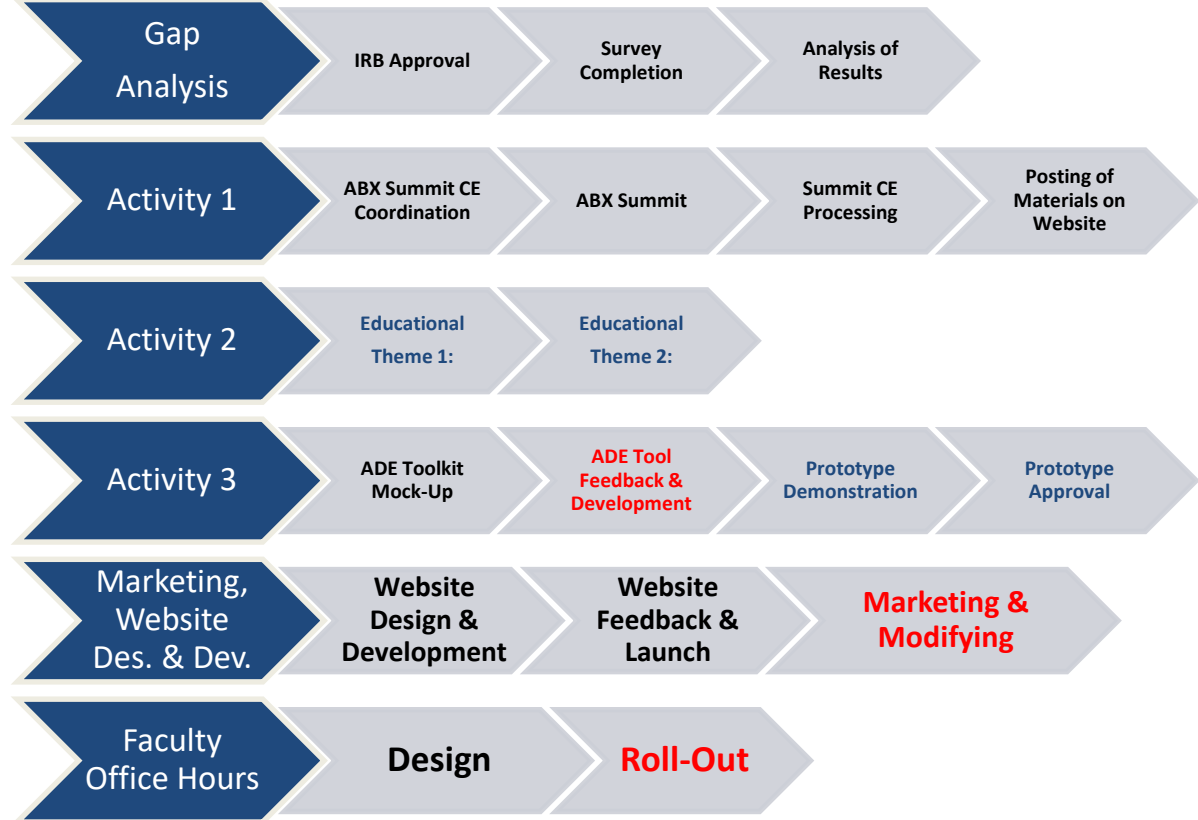 Gap
Analysis
IRB Approval
Survey
Completion
Analysis of
Results
Activity 1
ABX Summit CE
Coordination
ABX Summit
Summit CE
Processing
Posting of
Materials on
Website
Activity 2
Educational
Theme 1:
Educational
Theme 2:
Activity 3
ADE Toolkit
Mock-Up
ADE Tool
Feedback &
Development
Prototype
Demonstration
Prototype
Approval
Marketing,
Website
Des. & Dev.
Website
Design &
Development
Website
Feedback &
Launch
Marketing &
Modifying
Faculty
Office Hours
Design
Roll-Out